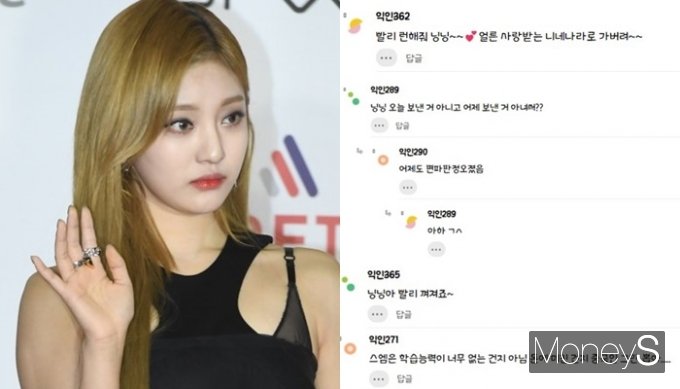 익인362
빨리 런해줘 닝닝~~💕얼른 사랑받는 니네나라로 가버려~~
답글
익인289
닝닝 오늘 보낸 거 아니고 어제 보낸 거 아녀??
답글
익인290
어제도 편파판정오졌음
익인289
아하 ㄱㅅ
익인365
닝닝아 빨리 꺼져죠~
답글
익인271
스엠은 학습능력이 너무 없는 건지 아님
답글
MoneyS